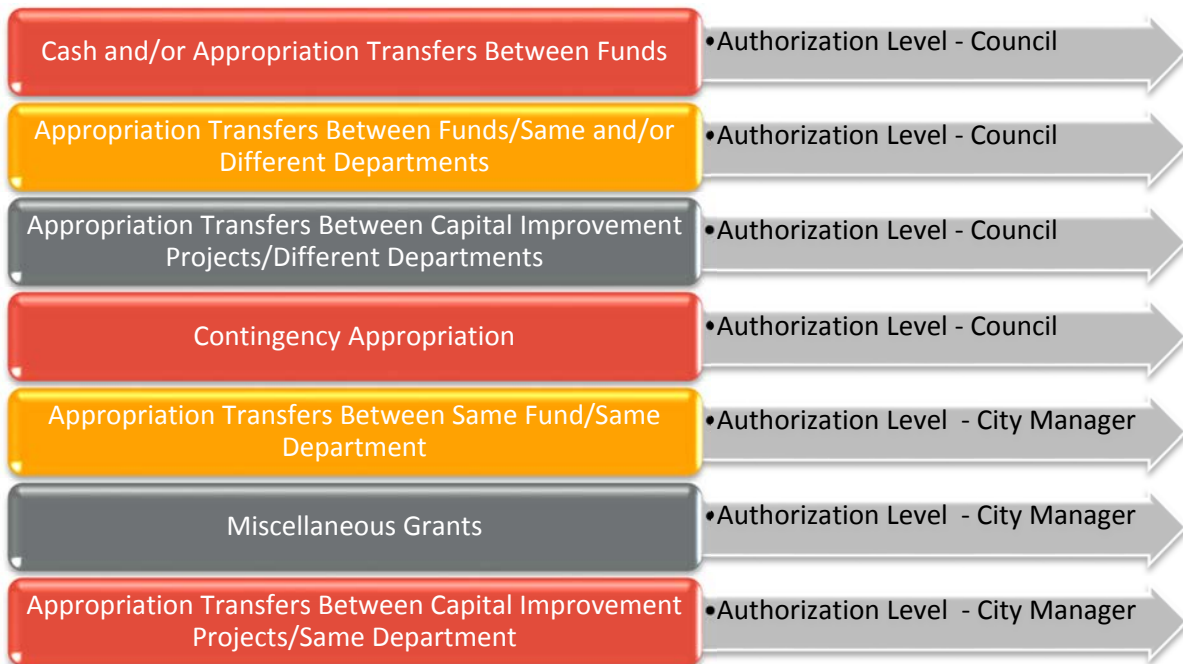 Cash and/or Appropriation Transfers Between Funds
•Authorization Level - Council
Appropriation Transfers Between Funds/Same and/or
Different Departments
•Authorization Level - Council
Appropriation Transfers Between Capital Improvement
Projects/Different Departments
•Authorization Level - Council
Contingency Appropriation
•Authorization Level - Council
Appropriation Transfers Between Same Fund/Same
Department
•Authorization Level  - City Manager
Miscellaneous Grants
•Authorization Level  - City Manager
Appropriation Transfers Between Capital Improvement
Projects/Same Department
•Authorization Level  - City Manager